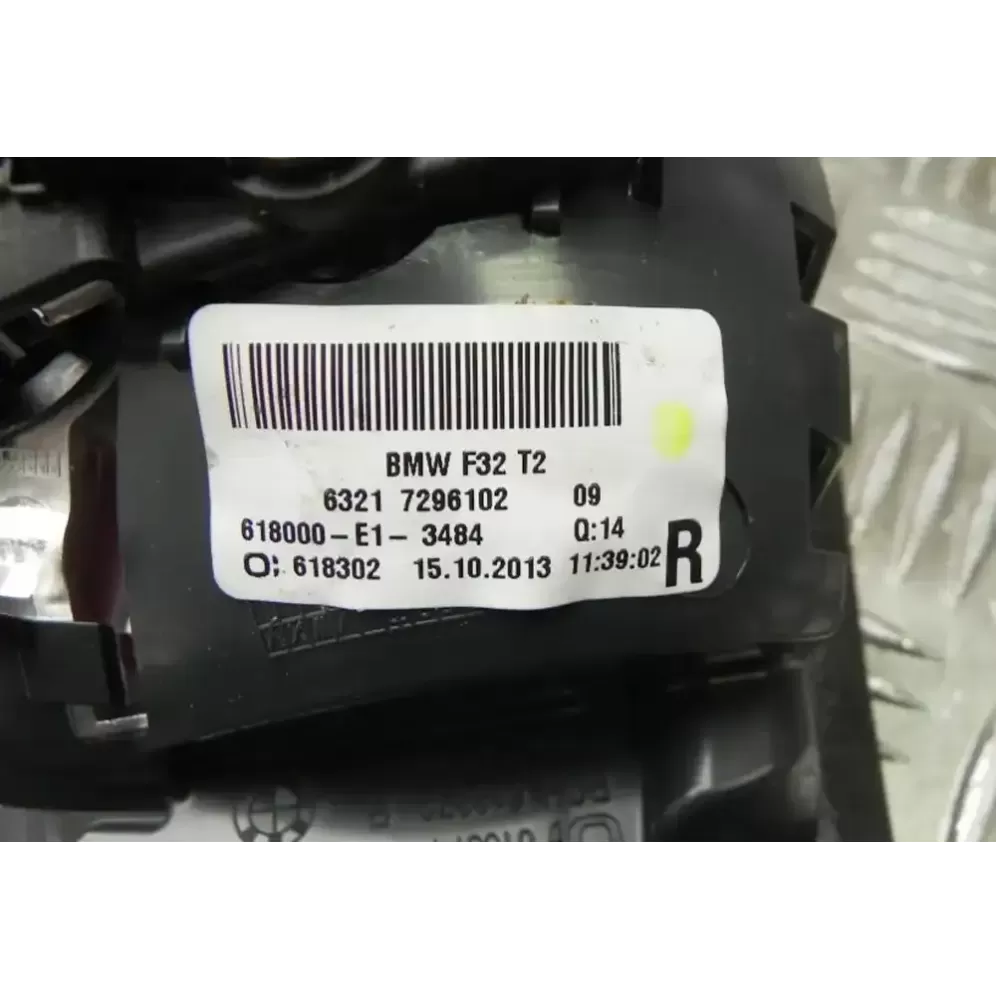 BMW F32 T2
6321 7296102 09
618000-E1- 3484 Q:14
O; 618302 15.10.2013 11:39:02 R